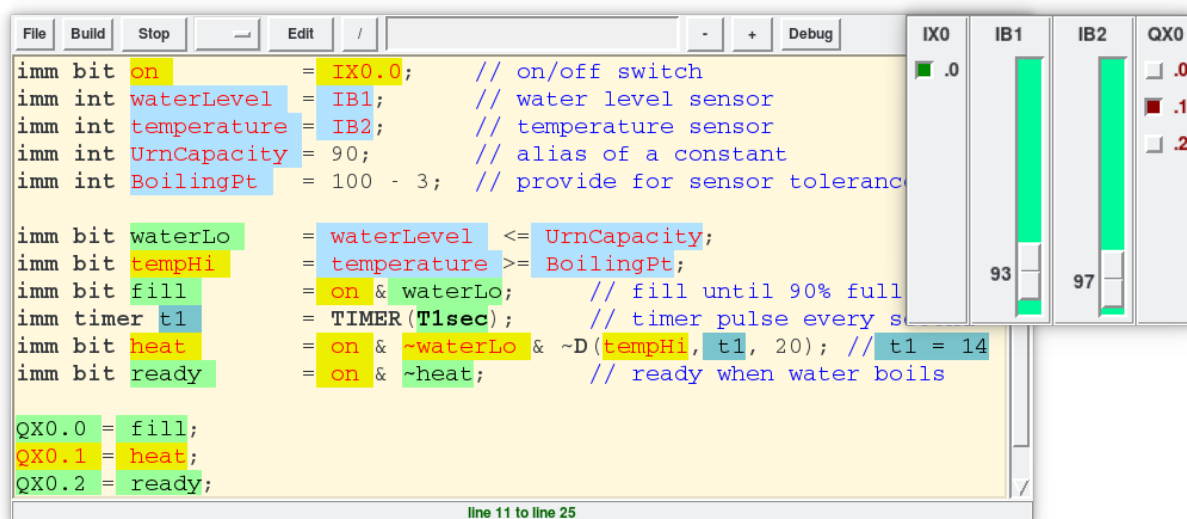 File Build Stop Edit / - + Debug
imm bit on = IX0.0; // on/off switch
imm int waterLevel = IB1; // water level sensor
imm int temperature = IB2; // temperature sensor
imm int UrnCapacity = 90; // alias of a constant
imm int BoilingPt = 100 - 3; // provide for sensor
imm bit waterLo = waterLevel <= UrnCapacity;
imm bit tempHi = temperature >= BoilingPt;
imm bit fill = on & waterLo; // fill until 90% full
imm timer t1 = TIMER(T1sec); // timer pulse every
imm bit heat = on & ~waterLo & ~D(tempHi, t1, 20); // t1 = 14
imm bit ready = on & ~heat; // ready when water boils
QX0.0 = fill;
QX0.1 = heat;
QX0.2 = ready;
line 11 to line 25
IX0 IB1 IB2 QX0
.0 .0
.1
.2
93 97